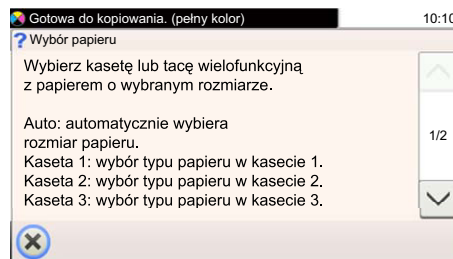 Gotowa do kopiowania. (pełny kolor)
10:10
? Wybór papieru
Wybierz kasetę lub tacę wielofunkcyjną
z papierem o wybranym rozmiarze.
Auto: automatycznie wybiera
rozmiar papieru.
1/2
Kaseta 1: wybór typu papieru w kasecie 1.
Kaseta 2: wybór typu papieru w kasecie 2.
Kaseta 3: wybór typu papieru w kasecie 3.